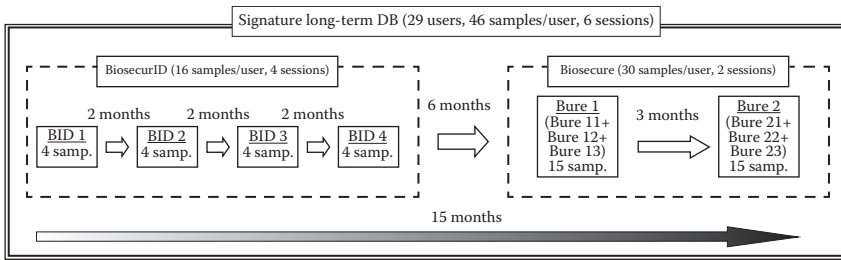 Signature long-term DB (29 users, 46 samples/user, 6 sessions)
BiosecurID (16 samples/user, 4 sessions)
2 months
2 months
2 months
BID 1
4 samp.
BID 2
4 samp.
BID 3
4 samp.
BID 4
4 samp.
6 months
Biosecure (30 samples/user, 2 sessions)
Bure 1
(Bure 11+
Bure 12+
Bure 13)
15 samp.
3 months
Bure 2
(Bure 21+
Bure 22+
Bure 23)
15 samp.
15 months